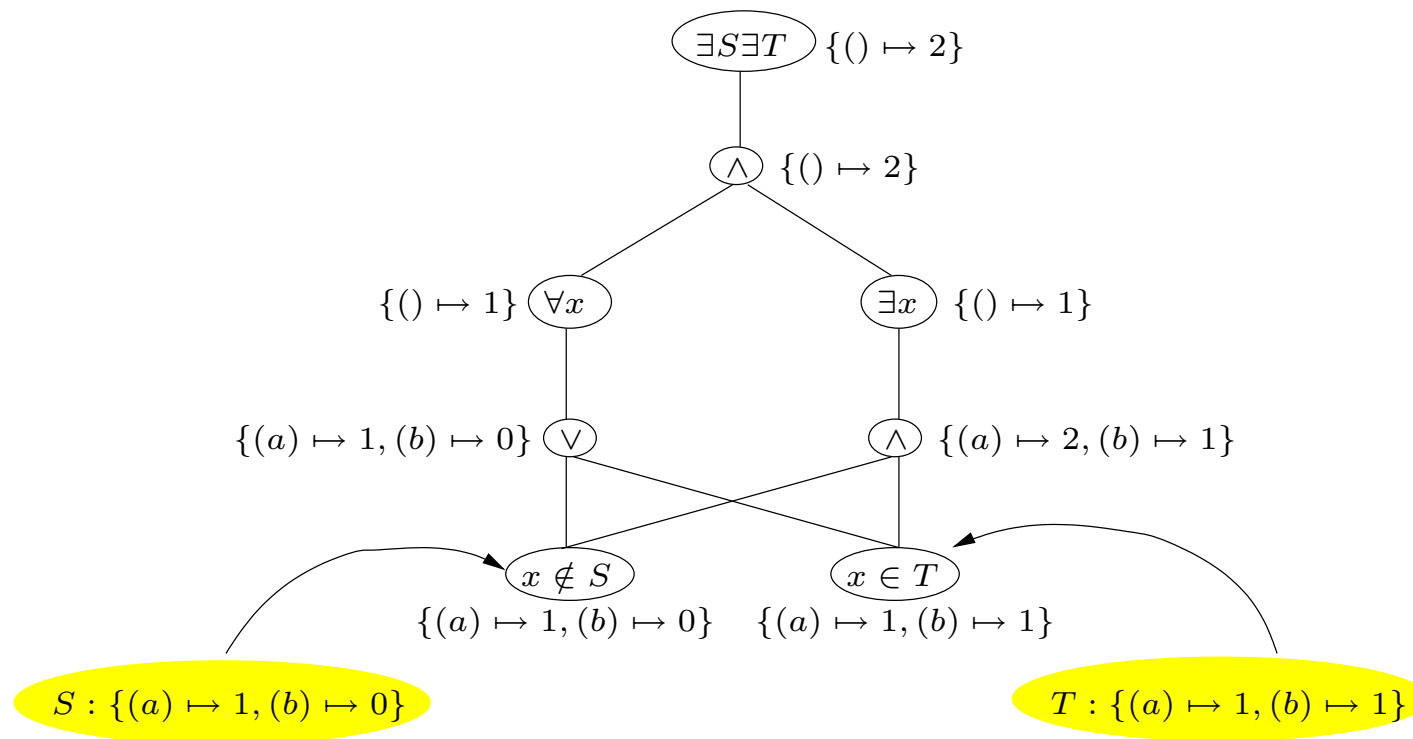 ∃S∃T {() ↦ 2}
∧ {() ↦ 2}
{() ↦ 1} ∀x ∃x {() ↦ 1}
{(a) ↦ 1, (b) ↦ 0} ∨ ∧ {(a) ↦ 2, (b) ↦ 1}
x ∉ S x ∈ T
{(a) ↦ 1, (b) ↦ 0} {(a) ↦ 1, (b) ↦ 1}
S : {(a) ↦ 1, (b) ↦ 0} T : {(a) ↦ 1, (b) ↦ 1}